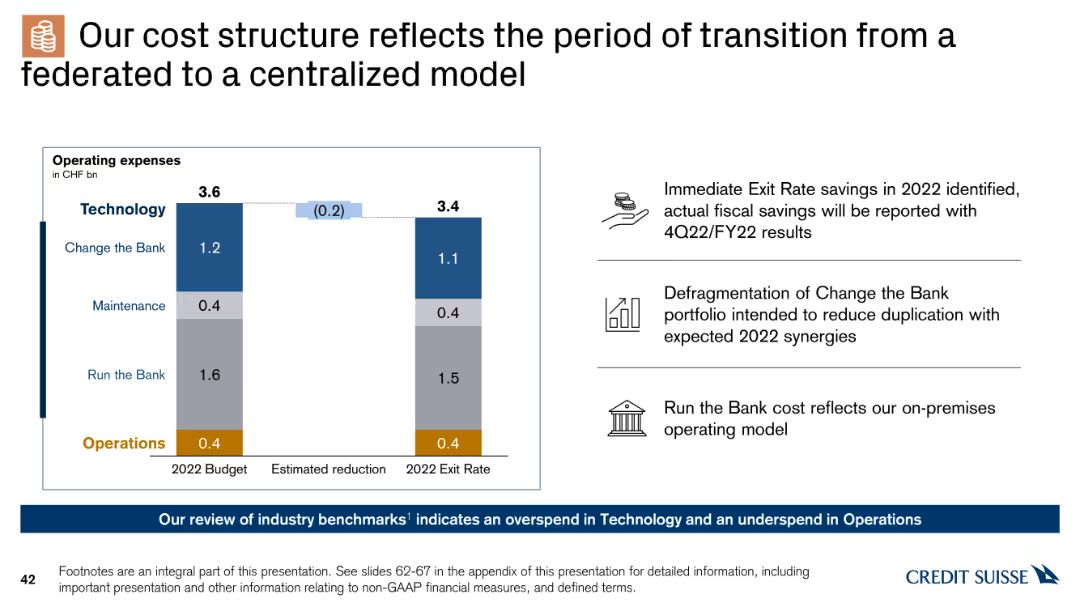 Our cost structure reflects the period of transition from a
federated to a centralized model
Operating expenses
in CHF bn
3.6
Technology
(0.2)
3.4
Change the Bank
1.2
1.1
Maintenance
0.4
0.4
Run the Bank
1.6
1.5
Operations
0.4
0.4
2022 Budget
Estimated reduction
2022 Exit Rate
Immediate Exit Rate savings in 2022 identified,
actual fiscal savings will be reported with
4Q22/FY22 results
Defragmentation of Change the Bank
portfolio intended to reduce duplication with
expected 2022 synergies
Run the Bank cost reflects our on-premises
operating model
Our review of industry benchmarks¹ indicates an overspend in Technology and an underspend in Operations
42
Footnotes are an integral part of this presentation. See slides 62-67 in the appendix of this presentation for detailed information, including
important presentation and other information relating to non-GAAP financial measures, and defined terms.
CREDIT SUISSE